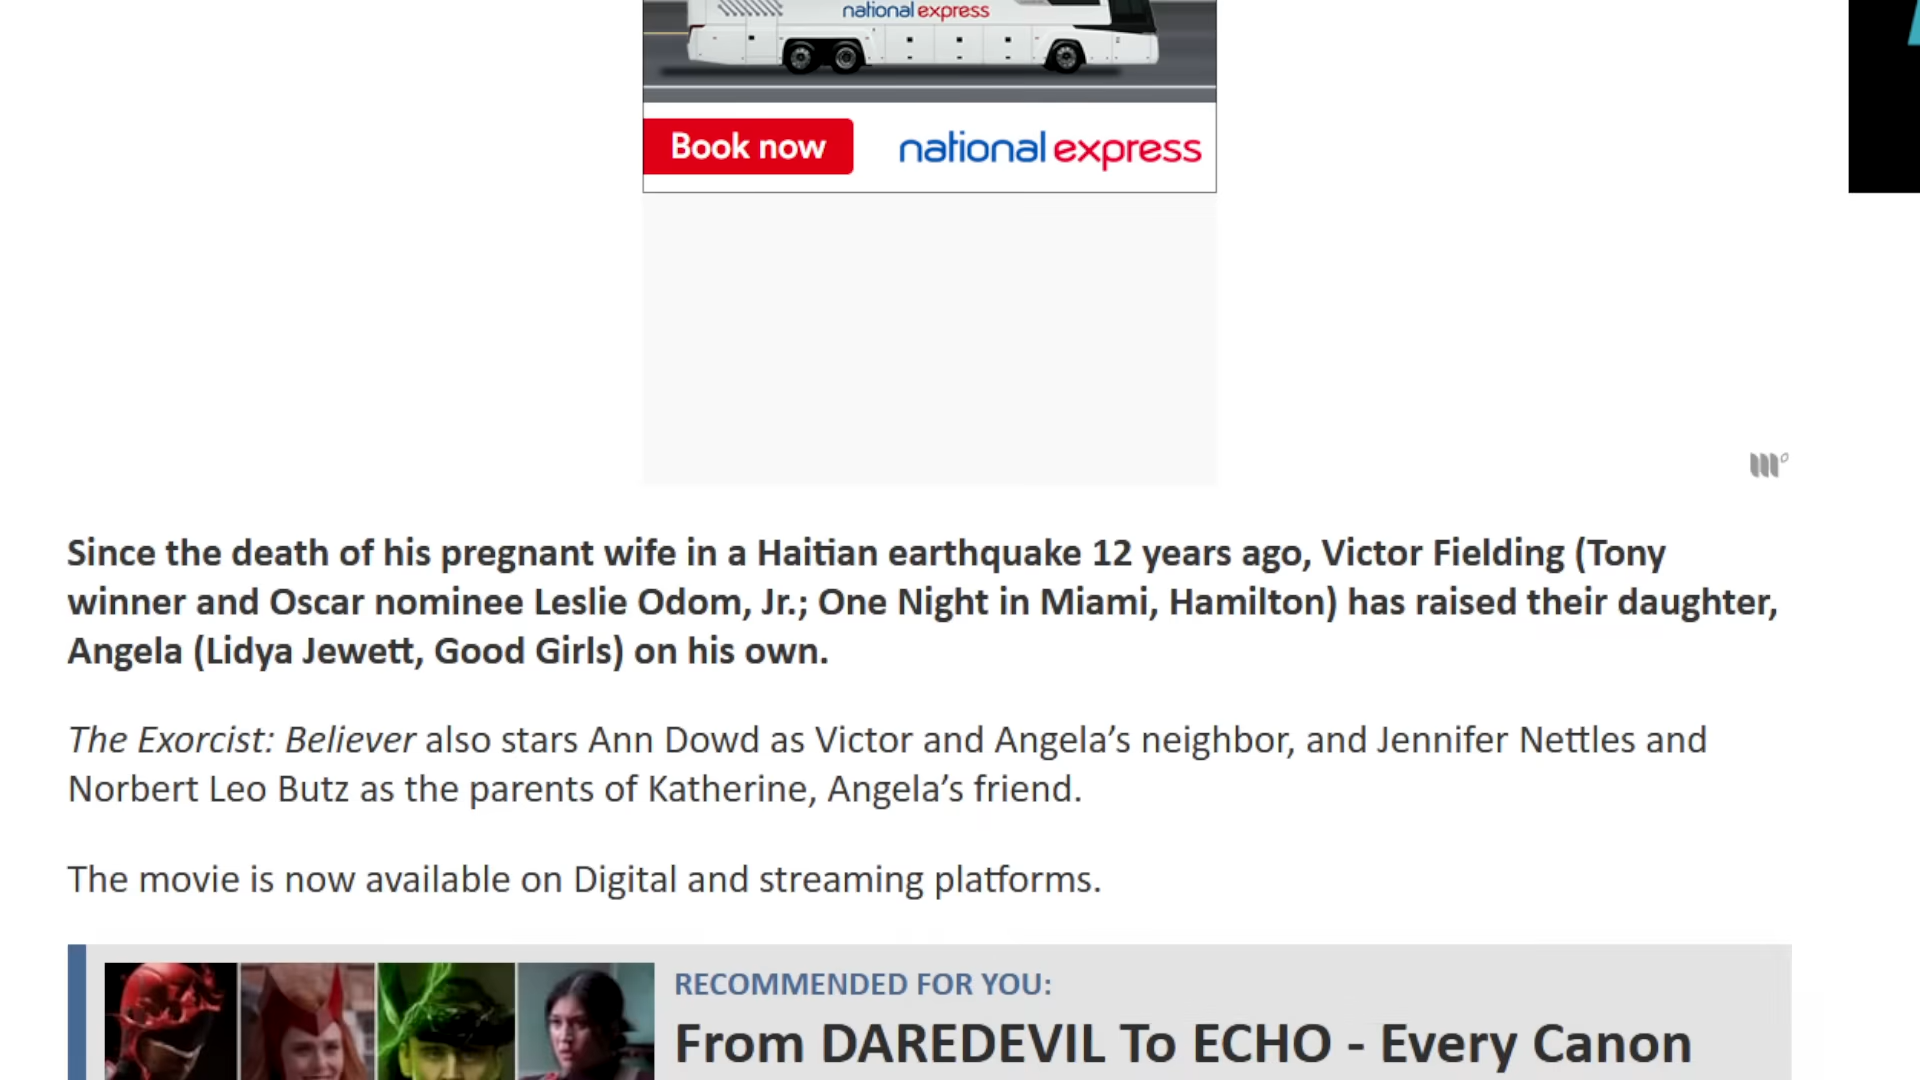 national express
Book now
national express
Since the death of his pregnant wife in a Haitian earthquake 12 years ago, Victor Fielding (Tony
winner and Oscar nominee Leslie Odom, Jr.; One Night in Miami, Hamilton) has raised their daughter,
Angela (Lidya Jewett, Good Girls) on his own.
The Exorcist: Believer also stars Ann Dowd as Victor and Angela’s neighbor, and Jennifer Nettles and
Norbert Leo Butz as the parents of Katherine, Angela’s friend.
The movie is now available on Digital and streaming platforms.
RECOMMENDED FOR YOU:
From DAREDEVIL To ECHO - Every Canon